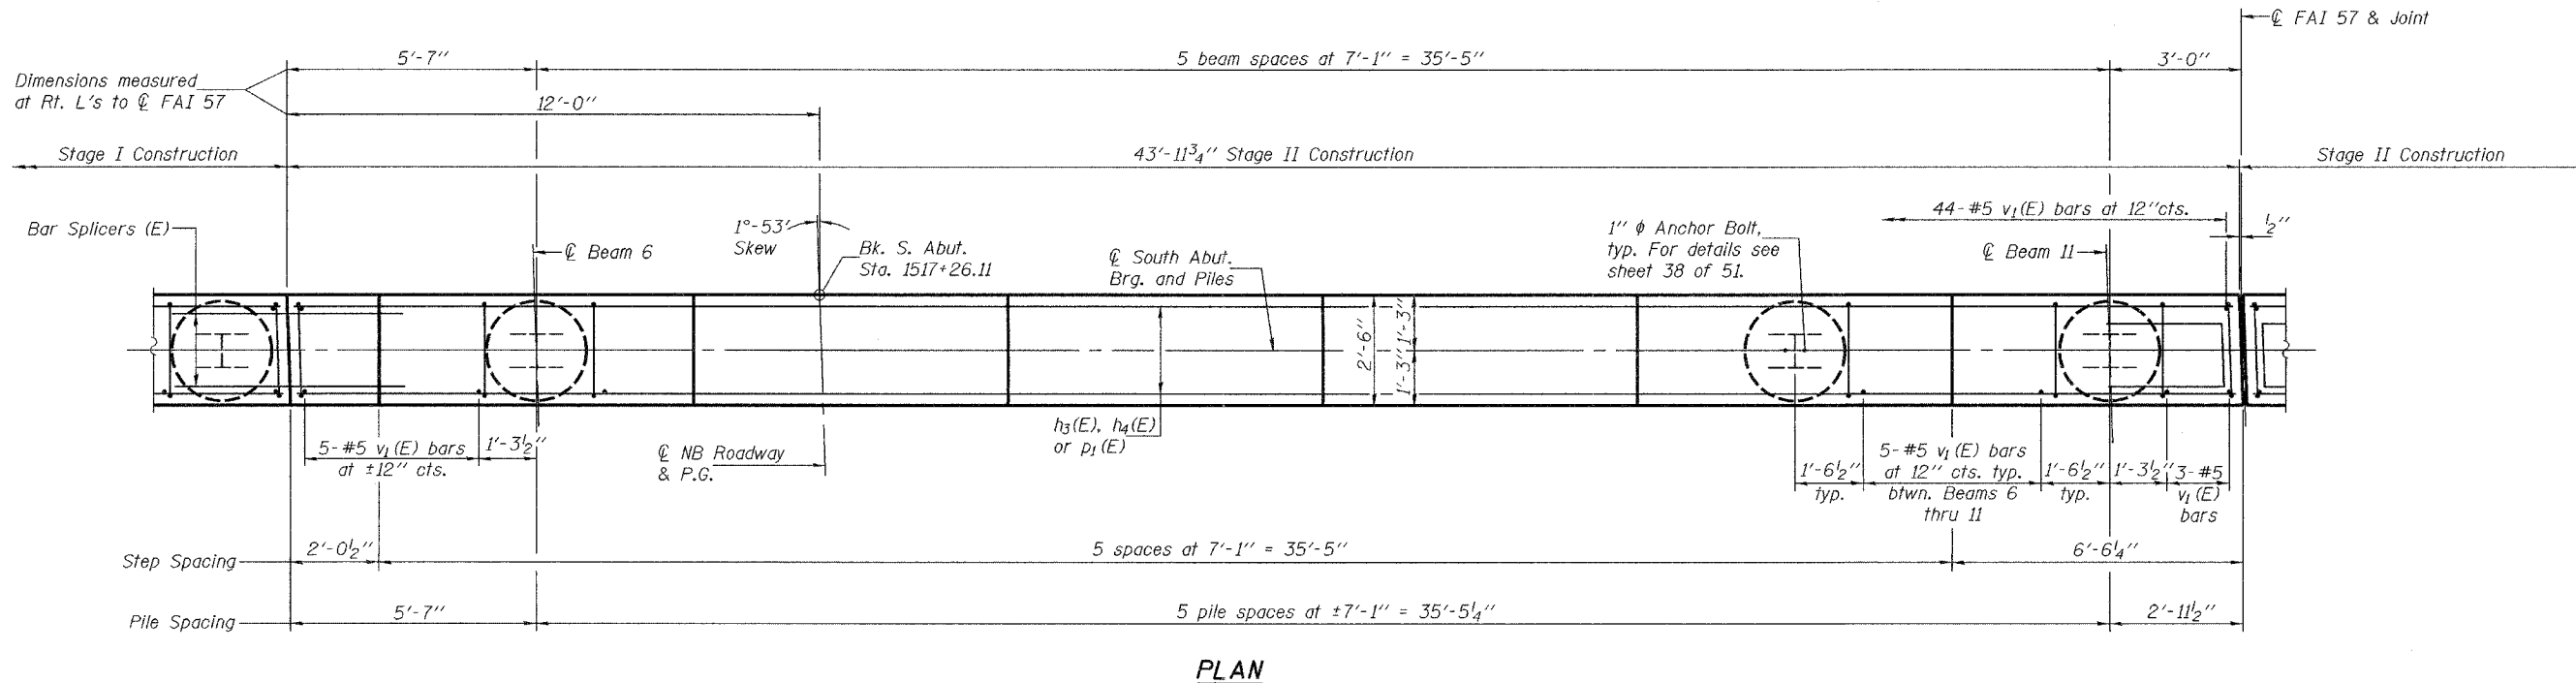 ℄ FAI 57 & Joint
5'-7"
5 beam spaces at 7'-1" = 35'-5"
3'-0"
Dimensions measured
at Rt. L's to ℄ FAI 57
12'-0"
Stage I Construction
43'-11¾" Stage II Construction
Stage II Construction
Bar Splicers (E)
1°-53'
Skew
℄ Beam 6
Bk. S. Abut.
Sta. 1517+26.11
℄ South Abut.
Brg. and Piles
1" φ Anchor Bolt,
typ. For details see
sheet 38 of 51.
44-#5 v₁(E) bars at 12"cts.
½"
℄ Beam 11
2'-6"
1'-3"
1'-3"
h₃(E), h₄(E)
or p₁(E)
5-#5 v₁(E) bars
at ±12" cts.
1'-3½"
℄ NB Roadway
& P.G.
1'-6½"
typ.
5-#5 v₁(E) bars
at 12" cts. typ.
btwn. Beams 6
thru 11
1'-6½"
typ.
1'-3½"
3-#5
v₁(E)
bars
Step Spacing
2'-0½"
5 spaces at 7'-1" = 35'-5"
6'-6¼"
Pile Spacing
5'-7"
5 pile spaces at ±7'-1" = 35'-5¼"
2'-11½"
PLAN